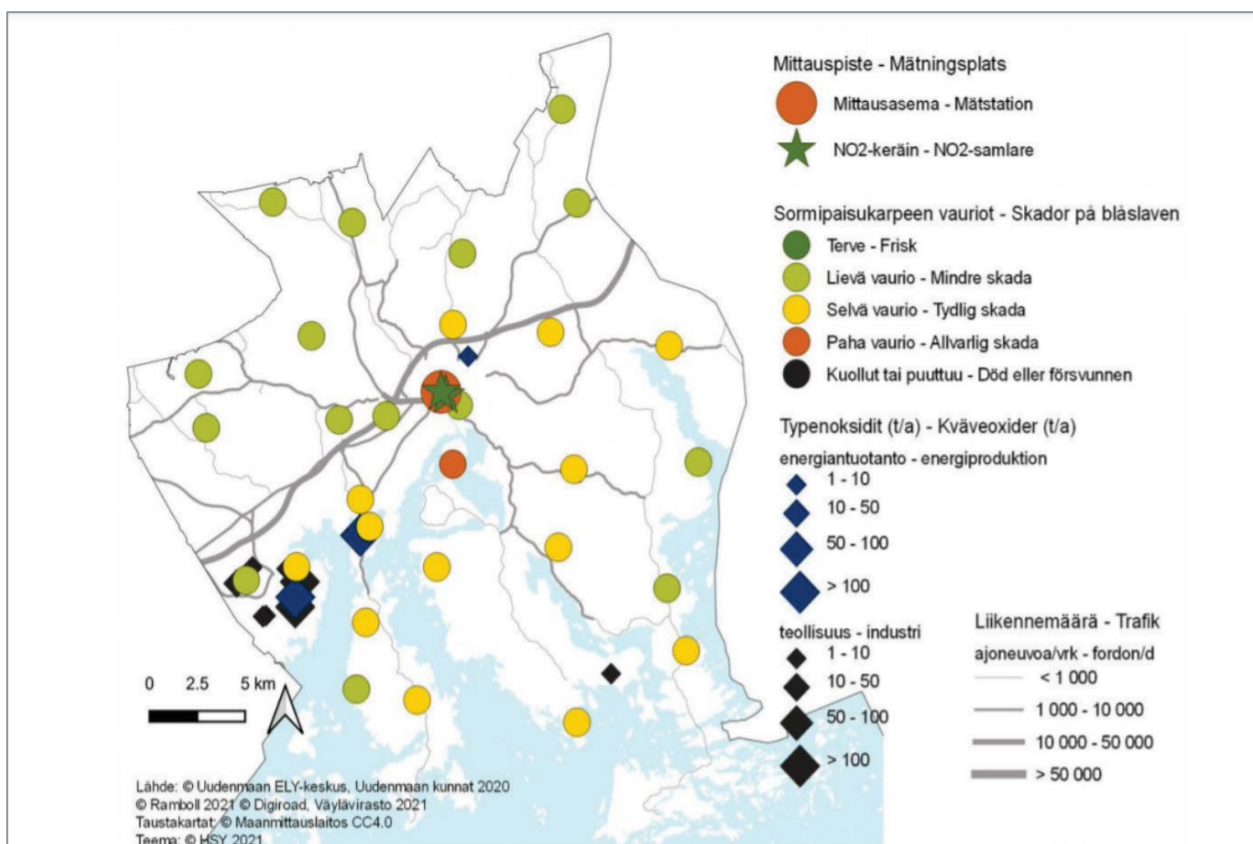 Mittauspiste - Mätningsplats
Mittausasema - Mätstation
NO2-keräin - NO2-samlare
Sormipaisukarpeen vauriot - Skador på blåslaven
Terve - Frisk
Lievä vaurio - Mindre skada
Selvä vaurio - Tydlig skada
Paha vaurio - Allvarlig skada
Kuollut tai puuttuu - Död eller försvunnen
Typenoksidit (t/a) - Kväveoxider (t/a)
energiantuotanto - energiproduktion
1 - 10
10 - 50
50 - 100
> 100
teollisuus - industri
1 - 10
10 - 50
50 - 100
> 100
Liikennemäärä - Trafik
ajoneuvoa/vrk - fordon/d
< 1 000
1 000 - 10 000
10 000 - 50 000
> 50 000
0 2.5 5 km
Lähde: © Uudenmaan ELY-keskus, Uudenmaan kunnat 2020
© Ramboll 2021 © Digiroad, Väylävirasto 2021
Taustakartat: © Maanmittauslaitos CC4.0
Teema: © HSY 2021